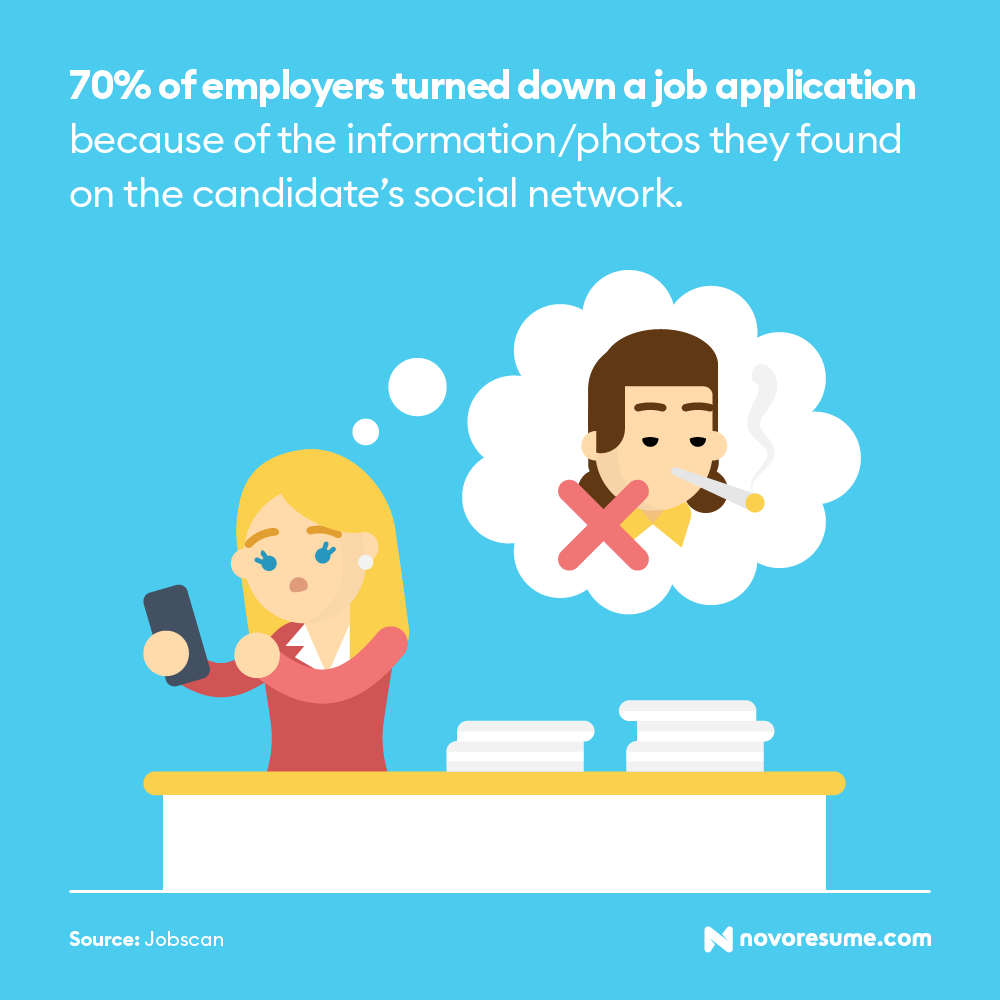 70% of employers turned down a job application
because of the information/photos they found
on the candidate’s social network.
Source: Jobscan
novoresume.com